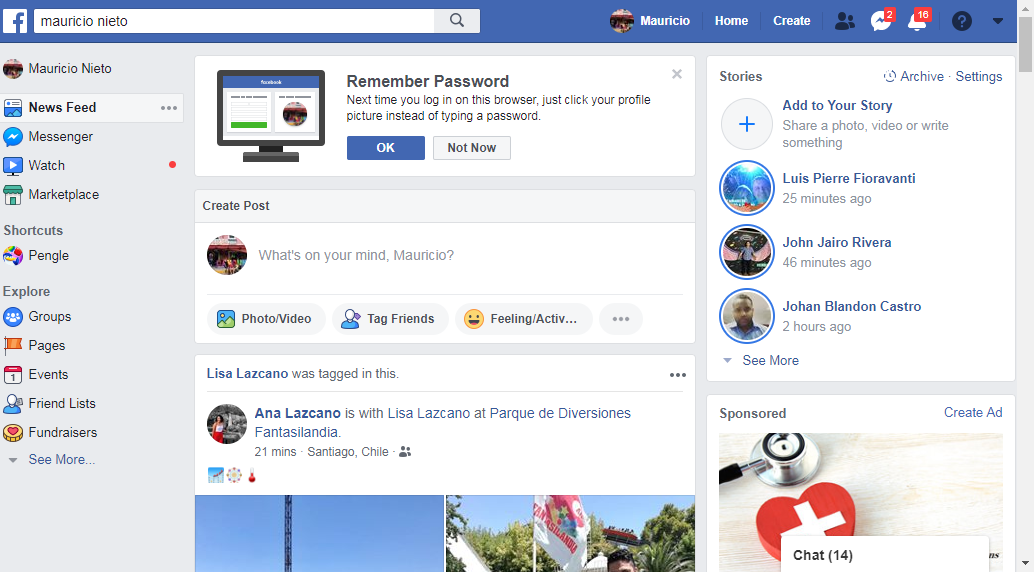 mauricio nieto
Mauricio
Home
Create
2
16
Mauricio Nieto
News Feed
Messenger
Watch
Marketplace
Shortcuts
Pengle
Explore
Groups
Pages
1
Events
Friend Lists
Fundraisers
See More...
facebook
Remember Password
Next time you log in on this browser, just click your profile
picture instead of typing a password.
OK
Not Now
Create Post
What's on your mind, Mauricio?
Photo/Video
Tag Friends
Feeling/Activ...
Lisa Lazcano was tagged in this.
Ana Lazcano is with Lisa Lazcano at Parque de Diversiones
Fantasilandia.
21 mins · Santiago, Chile ·
Stories
Archive · Settings
Add to Your Story
Share a photo, video or write
something
Luis Pierre Fioravanti
25 minutes ago
John Jairo Rivera
46 minutes ago
Johan Blandon Castro
2 hours ago
See More
Sponsored
Create Ad
Chat (14)